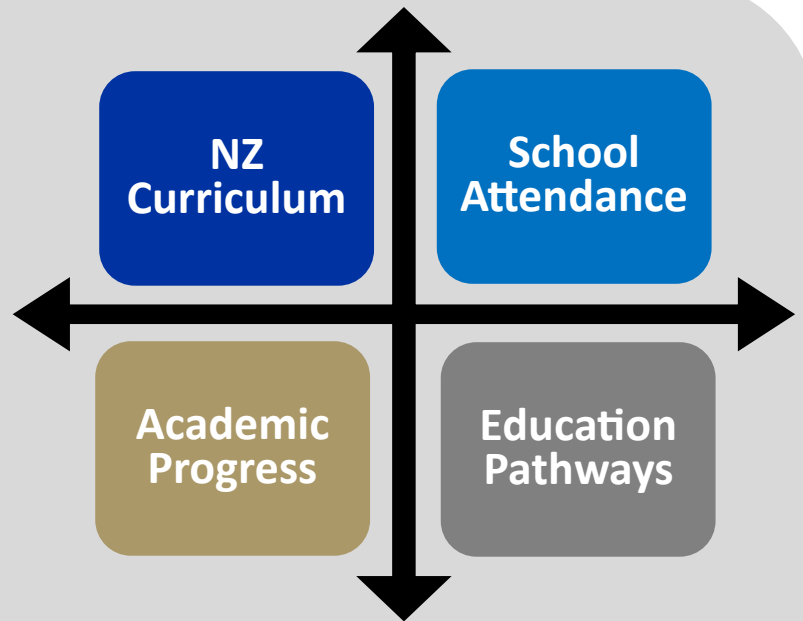 NZ
Curriculum
School
Attendance
Academic
Progress
Education
Pathways